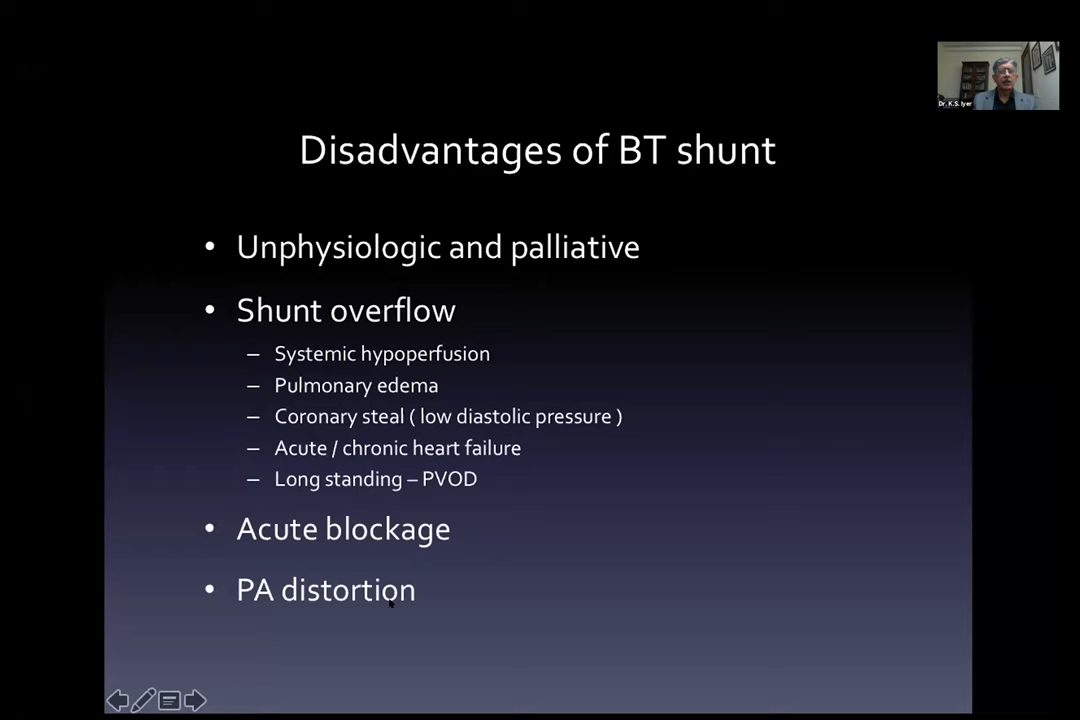 Dr. K.S. Iyer
Disadvantages of BT shunt
• Unphysiologic and palliative
• Shunt overflow
– Systemic hypoperfusion
– Pulmonary edema
– Coronary steal ( low diastolic pressure )
– Acute / chronic heart failure
– Long standing – PVOD
• Acute blockage
• PA distortion